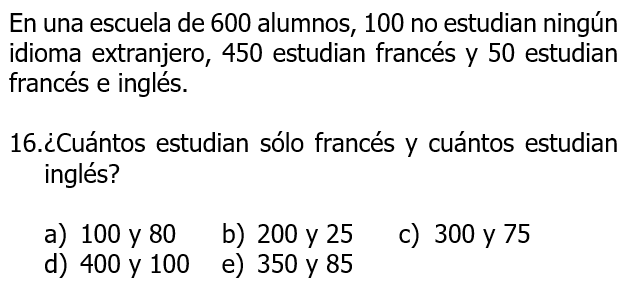 En una escuela de 600 alumnos, 100 no estudian ningún
idioma extranjero, 450 estudian francés y 50 estudian
francés e inglés.
16.¿Cuántos estudian sólo francés y cuántos estudian
inglés?
a) 100 y 80 b) 200 y 25 c) 300 y 75
d) 400 y 100 e) 350 y 85